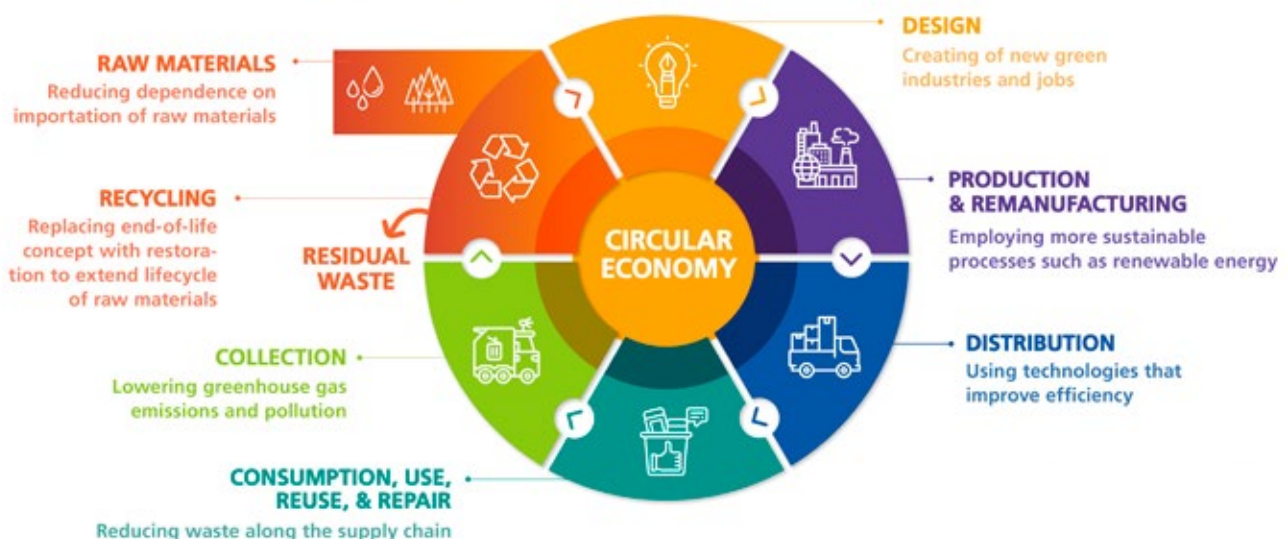 DESIGN
Creating of new green
industries and jobs
RAW MATERIALS
Reducing dependence on
importation of raw materials
PRODUCTION
& REMANUFACTURING
Employing more sustainable
processes such as renewable energy
RECYCLING
Replacing end-of-life
concept with restora-
tion to extend lifecycle
of raw materials
RESIDUAL
WASTE
CIRCULAR
ECONOMY
DISTRIBUTION
Using technologies that
improve efficiency
COLLECTION
Lowering greenhouse gas
emissions and pollution
CONSUMPTION, USE,
REUSE, & REPAIR
Reducing waste along the supply chain